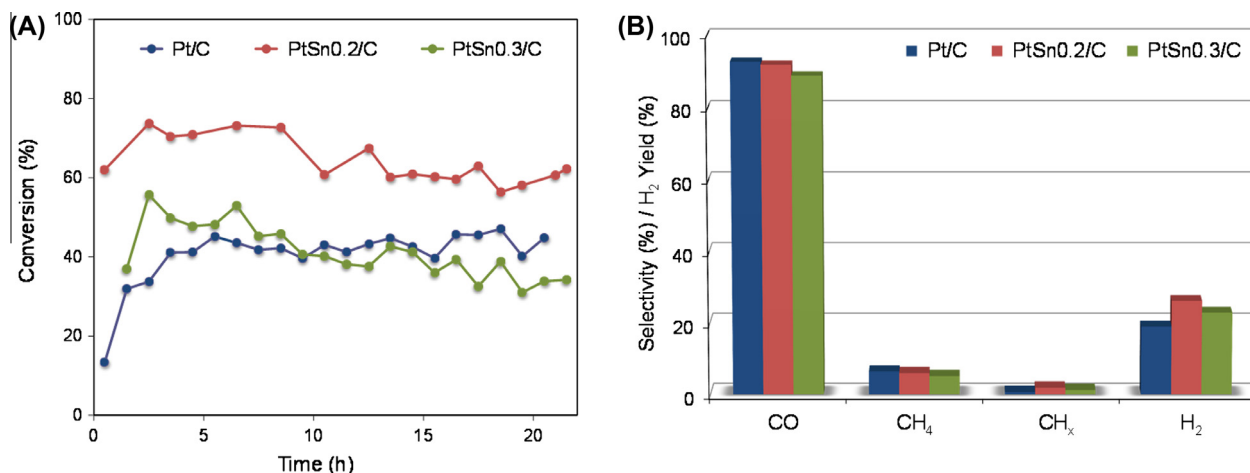 (A)
100
80
60
40
20
0
Conversion (%)
Pt/C PtSn0.2/C PtSn0.3/C
0 5 10 15 20
Time (h)
(B)
100
80
60
40
20
0
Selectivity (%) / H₂ Yield (%)
Pt/C PtSn0.2/C PtSn0.3/C
CO CH₄ CHₓ H₂